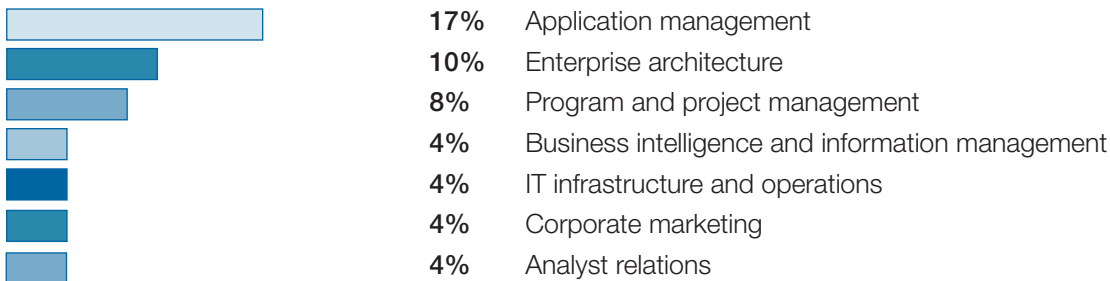 17% Application management
10% Enterprise architecture
8% Program and project management
4% Business intelligence and information management
4% IT infrastructure and operations
4% Corporate marketing
4% Analyst relations